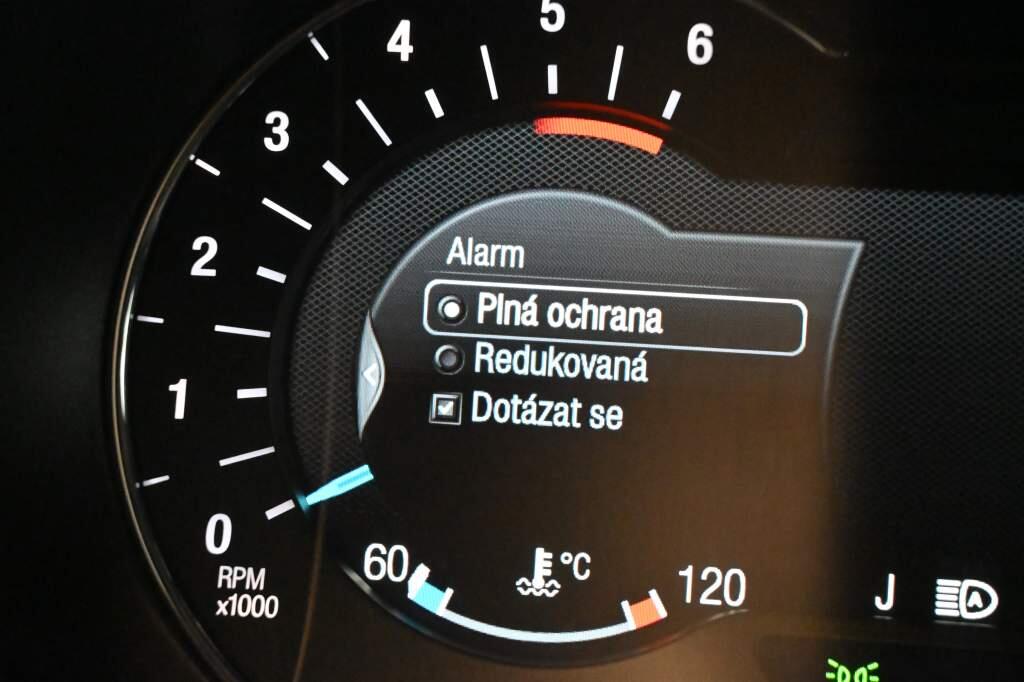 5
4
6
3
2
1
0
RPM
x1000
Alarm
Plná ochrana
Redukovaná
Dotázat se
60
°C
120
J
A